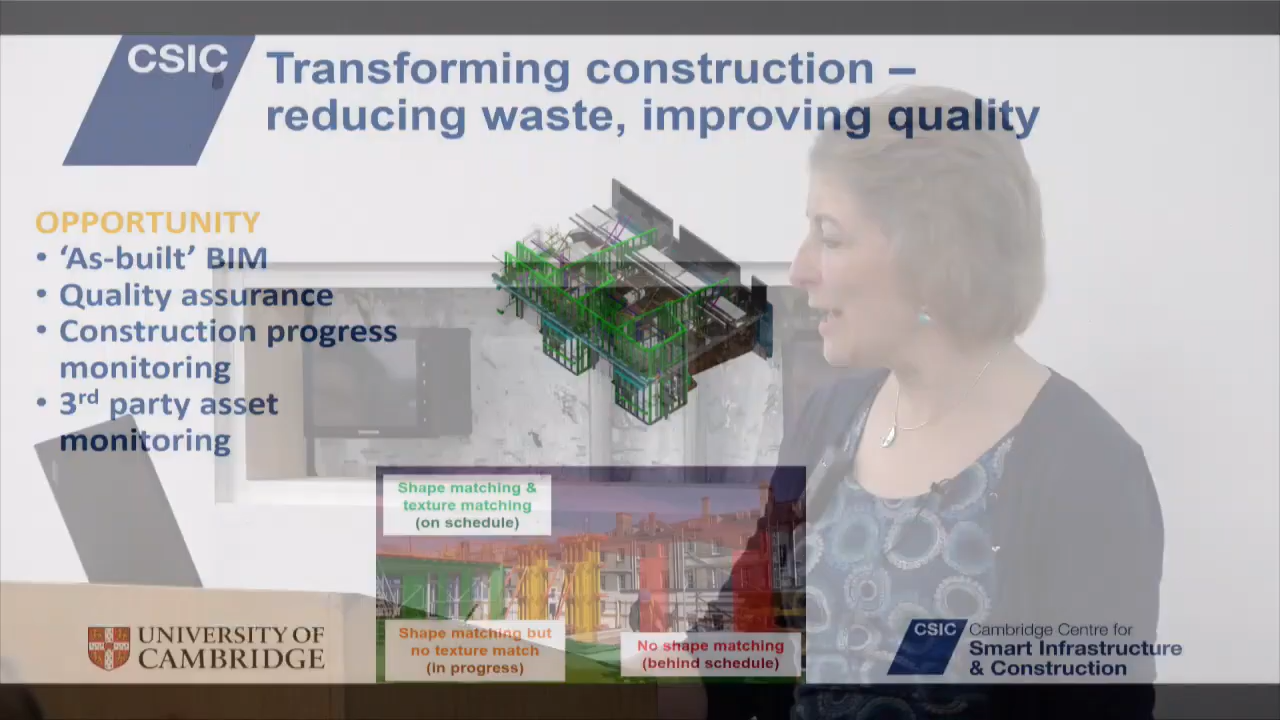 CSIC
Transforming construction –
reducing waste, improving quality
OPPORTUNITY
• ‘As-built’ BIM
• Quality assurance
• Construction progress
monitoring
• 3rd party asset
monitoring
Shape matching &
texture matching
(on schedule)
Shape matching but
no texture match
(in progress)
No shape matching
(behind schedule)
UNIVERSITY OF
CAMBRIDGE
CSIC
Cambridge Centre for
Smart Infrastructure
& Construction